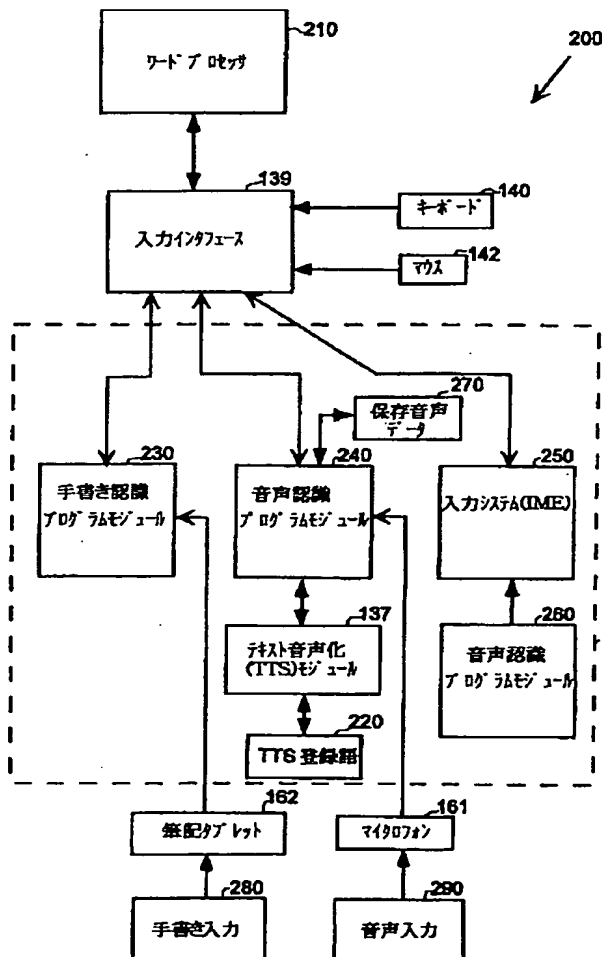 210
ワードプロセッサ
200
139
入力インタフェース
140
キーボード
142
マウス
270
保存音声
データ
230
手書き認識
プログラムモジュール
240
音声認識
プログラムモジュール
250
入力システム(IME)
137
テキスト音声化
(TTS)モジュール
260
音声認識
プログラムモジュール
220
TTS 登録語
162
筆記タブレット
161
マイクロフォン
280
手書き入力
290
音声入力